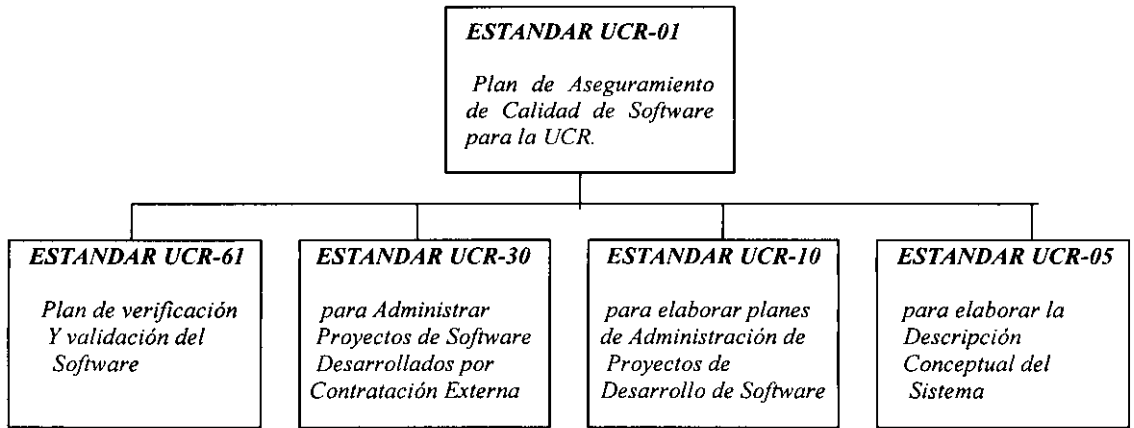 ESTANDAR UCR-01
Plan de Aseguramiento
de Calidad de Software
para la UCR.
ESTANDAR UCR-61
Plan de verificación
Y validación del
Software
ESTANDAR UCR-30
para Administrar
Proyectos de Software
Desarrollados por
Contratación Externa
ESTANDAR UCR-10
para elaborar planes
de Administración de
Proyectos de
Desarrollo de Software
ESTANDAR UCR-05
para elaborar la
Descripción
Conceptual del
Sistema